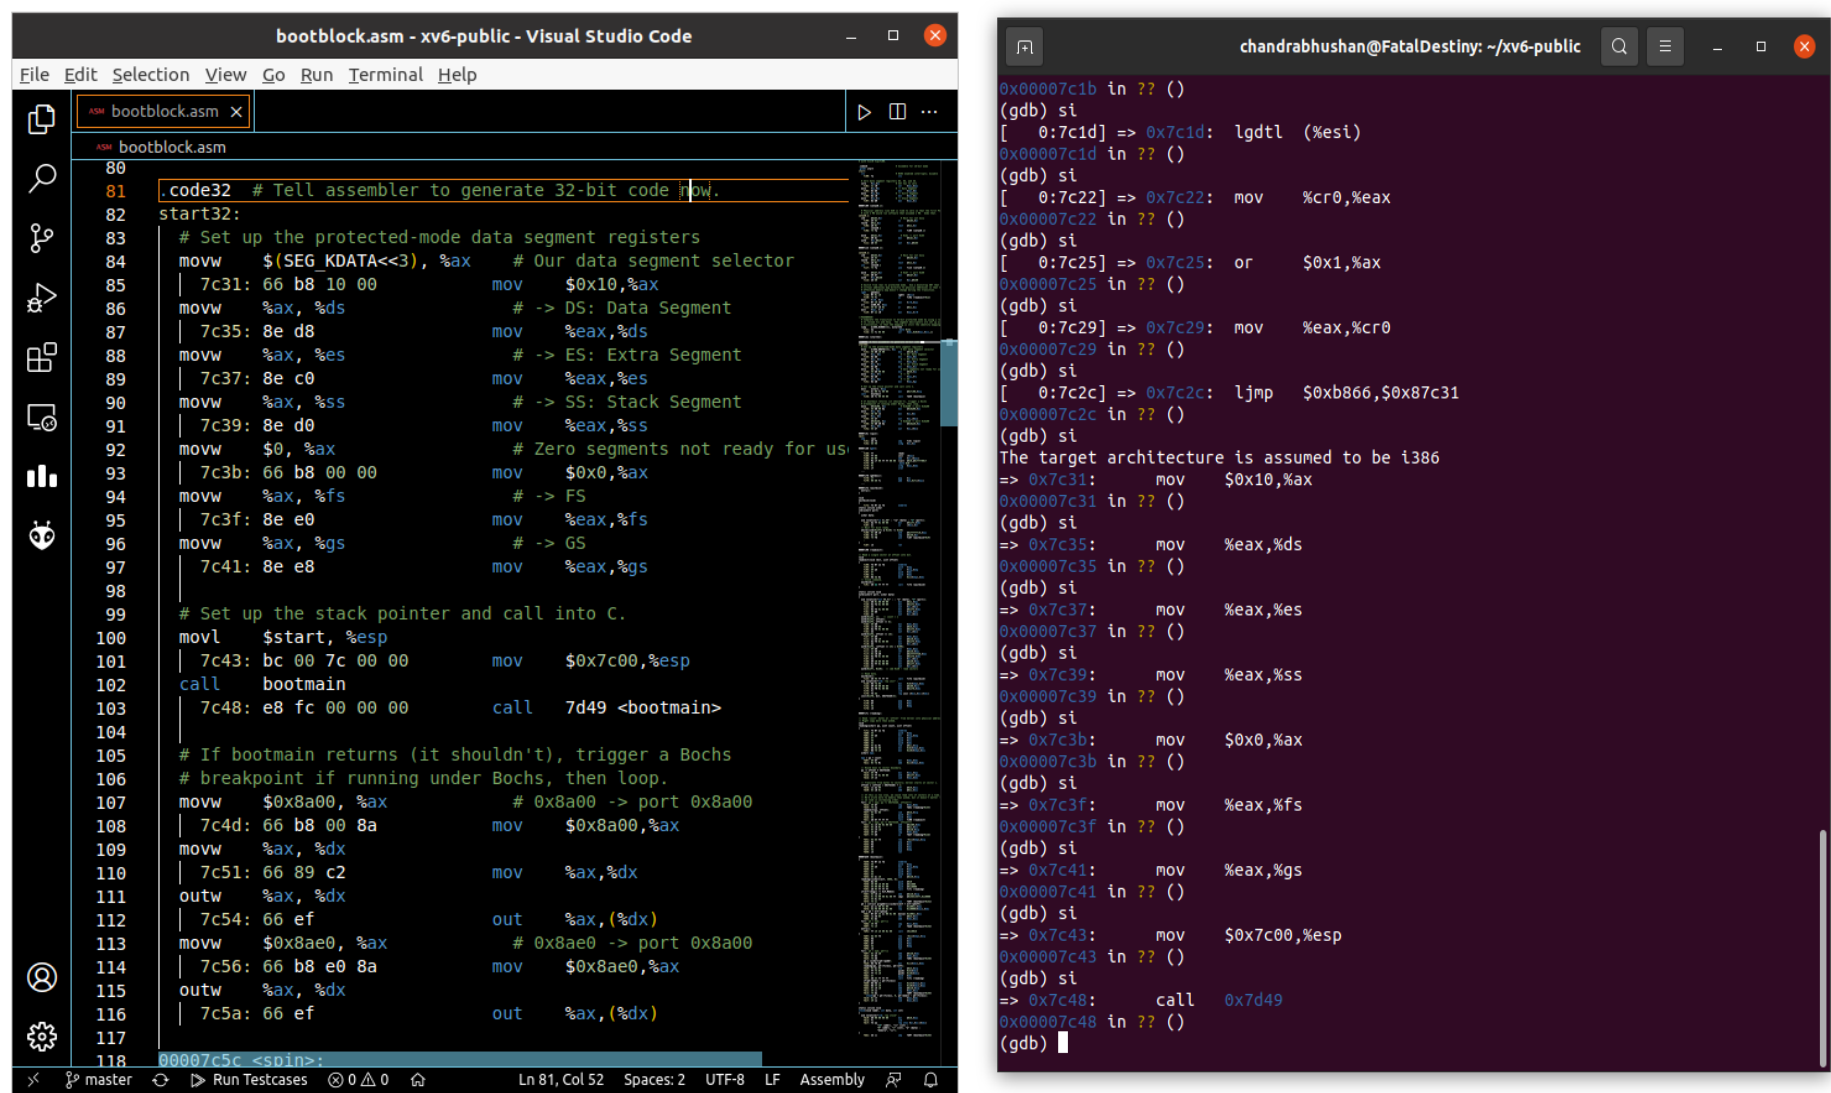 bootblock.asm - xv6-public - Visual Studio Code
File Edit Selection View Go Run Terminal Help
ASM bootblock.asm
ASM bootblock.asm
80
81 .code32 # Tell assembler to generate 32-bit code now.
82 start32:
83 # Set up the protected-mode data segment registers
84 movw $(SEG_KDATA<<3), %ax # Our data segment selector
85 7c31: 66 b8 10 00 mov $0x10,%ax
86 movw %ax, %ds # -> DS: Data Segment
87 7c35: 8e d8 mov %eax,%ds
88 movw %ax, %es # -> ES: Extra Segment
89 7c37: 8e c0 mov %eax,%es
90 movw %ax, %ss # -> SS: Stack Segment
91 7c39: 8e d0 mov %eax,%ss
92 movw $0, %ax # Zero segments not ready for us
93 7c3b: 66 b8 00 00 mov $0x0,%ax
94 movw %ax, %fs # -> FS
95 7c3f: 8e e0 mov %eax,%fs
96 movw %ax, %gs # -> GS
97 7c41: 8e e8 mov %eax,%gs
98
99 # Set up the stack pointer and call into C.
100 movl $start, %esp
101 7c43: bc 00 7c 00 00 mov $0x7c00,%esp
102 call bootmain
103 7c48: e8 fc 00 00 00 call 7d49 <bootmain>
104
105 # If bootmain returns (it shouldn't), trigger a Bochs
106 # breakpoint if running under Bochs, then loop.
107 movw $0x8a00, %ax # 0x8a00 -> port 0x8a00
108 7c4d: 66 b8 00 8a mov $0x8a00,%ax
109 movw %ax, %dx
110 7c51: 66 89 c2 mov %ax,%dx
111 outw %ax, %dx
112 7c54: 66 ef out %ax,(%dx)
113 movw $0x8ae0, %ax # 0x8ae0 -> port 0x8a00
114 7c56: 66 b8 e0 8a mov $0x8ae0,%ax
115 outw %ax, %dx
116 7c5a: 66 ef out %ax,(%dx)
117
118 00007c5c <spin>:
master Run Testcases 0 0 Ln 81, Col 52 Spaces: 2 UTF-8 LF Assembly
chandrabhushan@FatalDestiny: ~/xv6-public
0x00007c1b in ?? ()
(gdb) si
[ 0:7c1d] => 0x7c1d: lgdtl (%esi)
0x00007c1d in ?? ()
(gdb) si
[ 0:7c22] => 0x7c22: mov %cr0,%eax
0x00007c22 in ?? ()
(gdb) si
[ 0:7c25] => 0x7c25: or $0x1,%ax
0x00007c25 in ?? ()
(gdb) si
[ 0:7c29] => 0x7c29: mov %eax,%cr0
0x00007c29 in ?? ()
(gdb) si
[ 0:7c2c] => 0x7c2c: ljmp $0xb866,$0x87c31
0x00007c2c in ?? ()
(gdb) si
The target architecture is assumed to be i386
=> 0x7c31: mov $0x10,%ax
0x00007c31 in ?? ()
(gdb) si
=> 0x7c35: mov %eax,%ds
0x00007c35 in ?? ()
(gdb) si
=> 0x7c37: mov %eax,%es
0x00007c37 in ?? ()
(gdb) si
=> 0x7c39: mov %eax,%ss
0x00007c39 in ?? ()
(gdb) si
=> 0x7c3b: mov $0x0,%ax
0x00007c3b in ?? ()
(gdb) si
=> 0x7c3f: mov %eax,%fs
0x00007c3f in ?? ()
(gdb) si
=> 0x7c41: mov %eax,%gs
0x00007c41 in ?? ()
(gdb) si
=> 0x7c43: mov $0x7c00,%esp
0x00007c43 in ?? ()
(gdb) si
=> 0x7c48: call 0x7d49
0x00007c48 in ?? ()
(gdb)